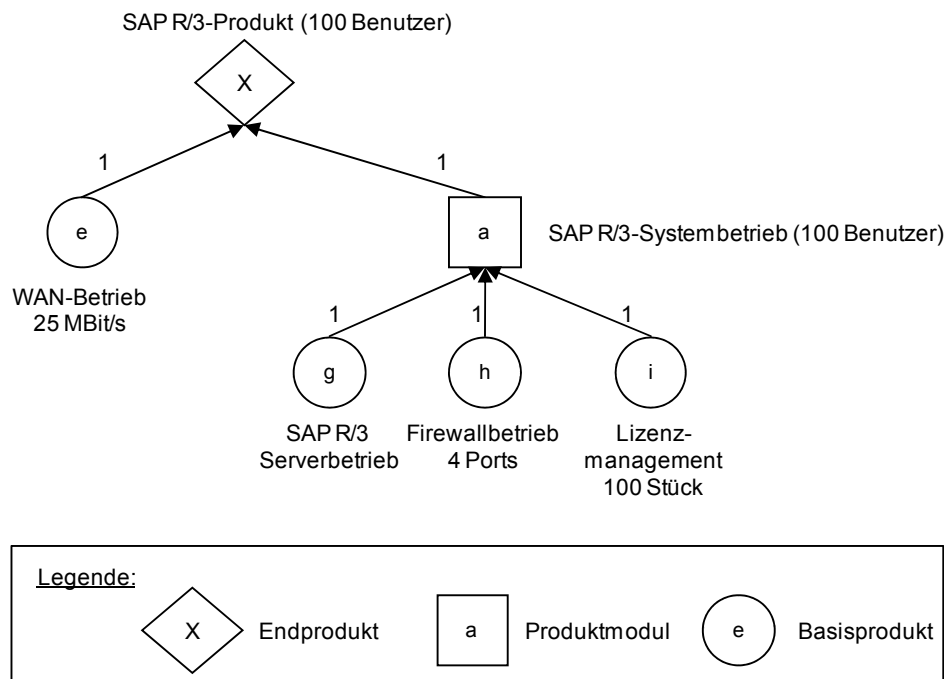 SAP R/3-Produkt (100 Benutzer)
X
1
1
e
a
SAP R/3-Systembetrieb (100 Benutzer)
WAN-Betrieb
25 MBit/s
1
1
1
g
h
i
SAP R/3
Serverbetrieb
Firewallbetrieb
4 Ports
Lizenz-
management
100 Stück
Legende:
X
Endprodukt
a
Produktmodul
e
Basisprodukt